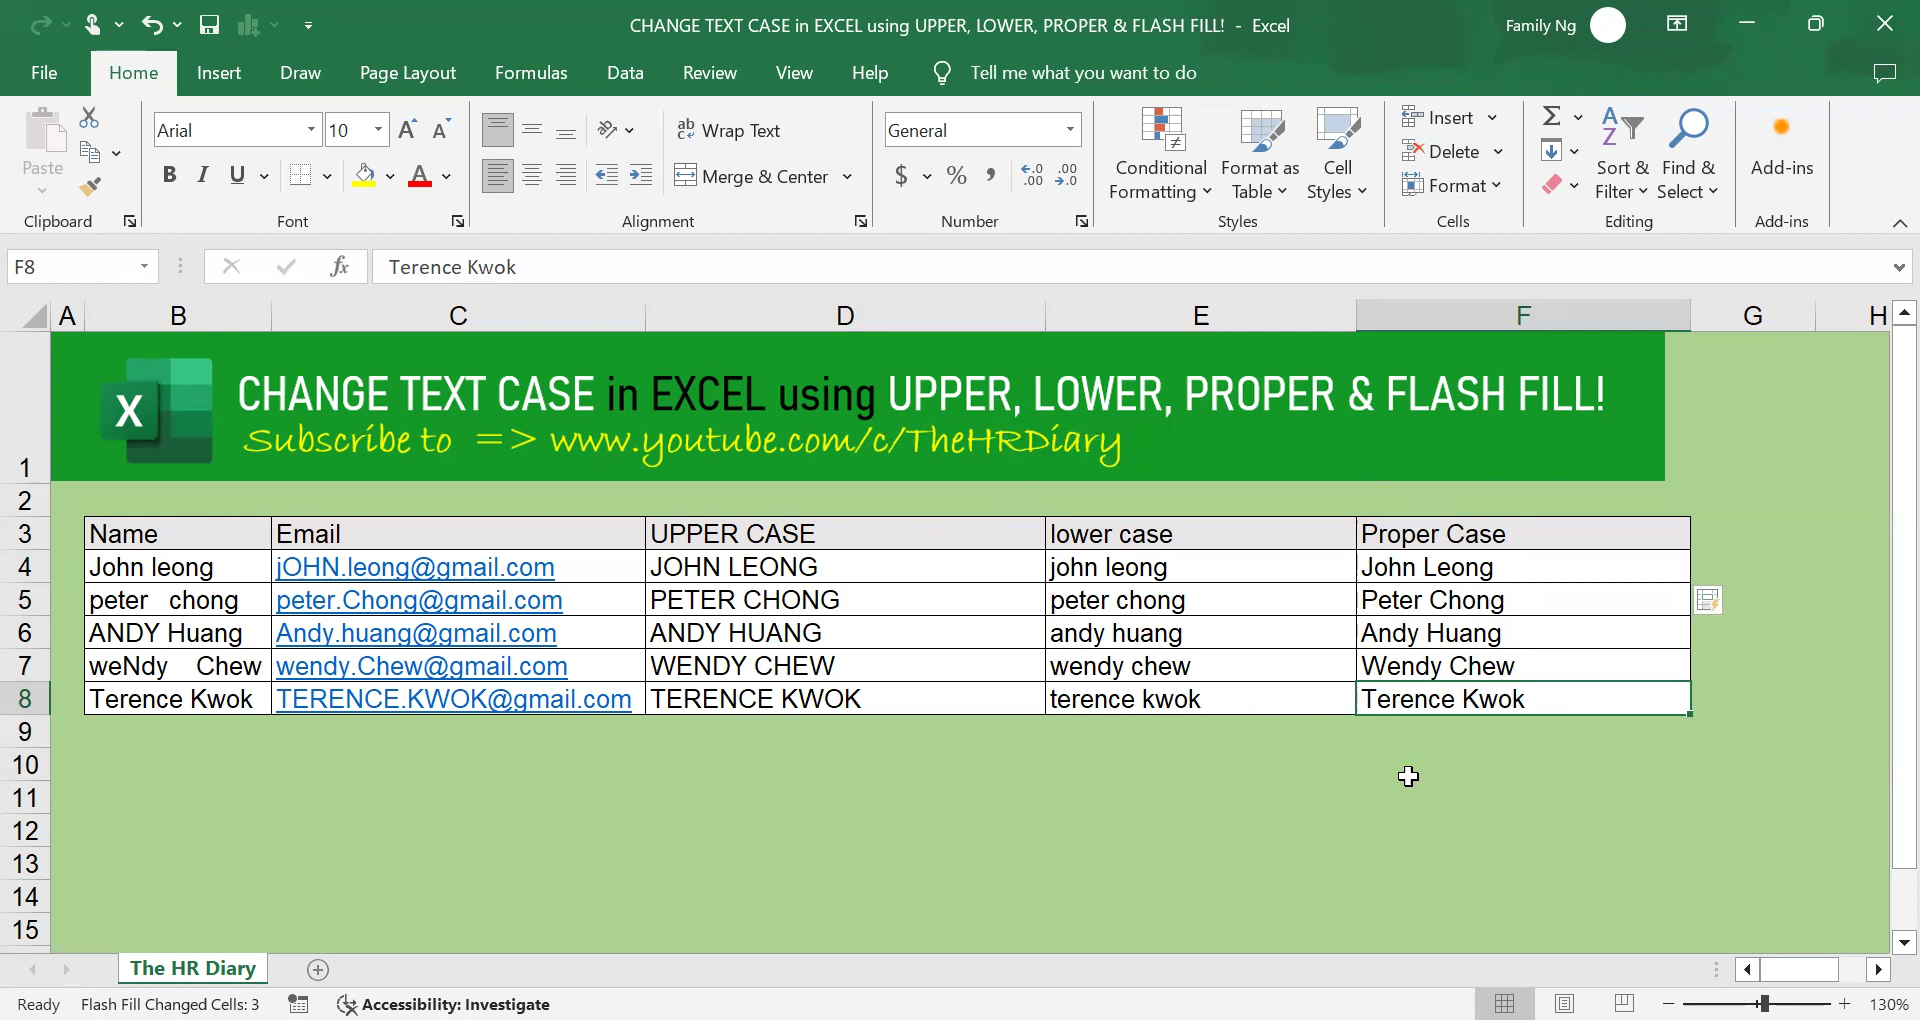 CHANGE TEXT CASE in EXCEL using UPPER, LOWER, PROPER & FLASH FILL! - Excel
Family Ng
File Home Insert Draw Page Layout Formulas Data Review View Help Tell me what you want to do
Paste
Clipboard
Arial 10
B I U A
Font
ab Wrap Text
Merge & Center
Alignment
General
$ % ,
Number
Conditional Formatting
Format as Table
Cell Styles
Styles
Insert
Delete
Format
Cells
Sort & Filter
Find & Select
Editing
Add-ins
Add-ins
F8 fx Terence Kwok
A B C D E F G H
X
CHANGE TEXT CASE in EXCEL using UPPER, LOWER, PROPER & FLASH FILL!
Subscribe to => www.youtube.com/c/TheHRDiary
1
2
3 Name Email UPPER CASE lower case Proper Case
4 John leong jOHN.leong@gmail.com JOHN LEONG john leong John Leong
5 peter chong peter.Chong@gmail.com PETER CHONG peter chong Peter Chong
6 ANDY Huang Andy.huang@gmail.com ANDY HUANG andy huang Andy Huang
7 weNdy Chew wendy.Chew@gmail.com WENDY CHEW wendy chew Wendy Chew
8 Terence Kwok TERENCE.KWOK@gmail.com TERENCE KWOK terence kwok Terence Kwok
9
10
11
12
13
14
15
The HR Diary
Ready Flash Fill Changed Cells: 3 Accessibility: Investigate 130%